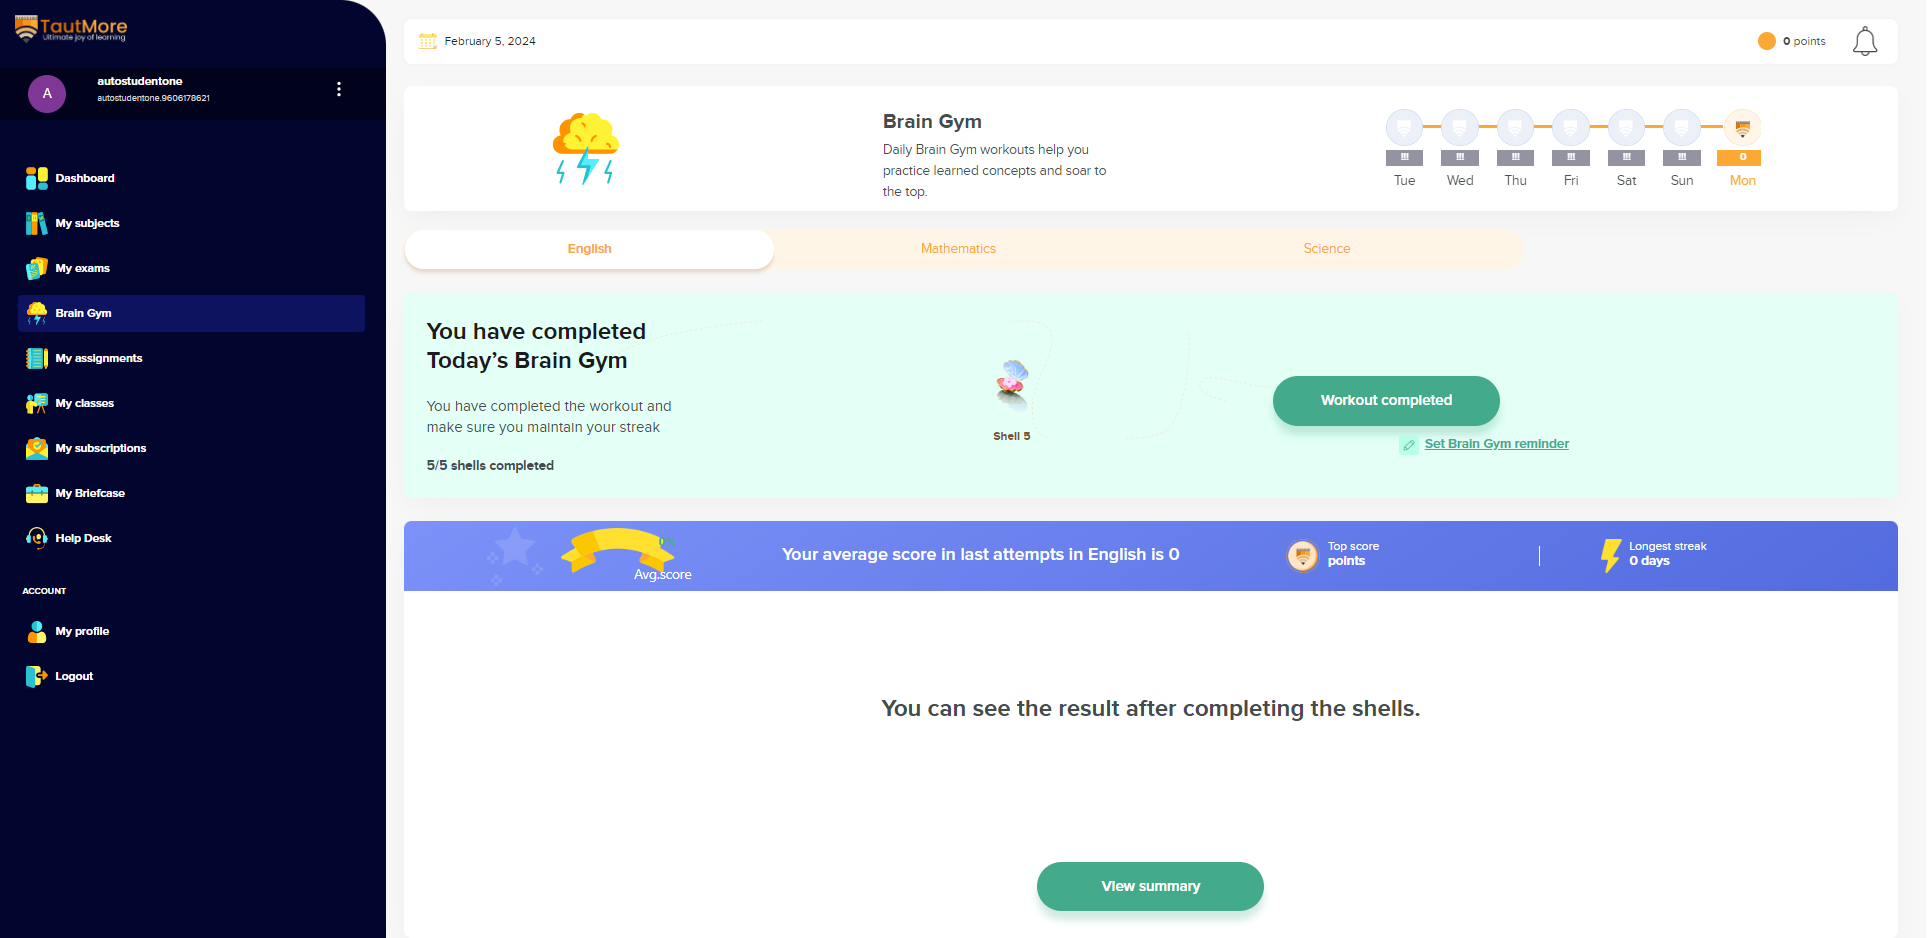 TautMore
Ultimate joy of learning
A
autostudentone
autostudentone.9606178621
Dashboard
My subjects
My exams
Brain Gym
My assignments
My classes
My subscriptions
My Briefcase
Help Desk
ACCOUNT
My profile
Logout
February 5, 2024
0 points
Brain Gym
Daily Brain Gym workouts help you
practice learned concepts and soar to
the top.
!!! !!! !!! !!! !!! !!! 0
Tue Wed Thu Fri Sat Sun Mon
English Mathematics Science
You have completed
Today’s Brain Gym
You have completed the workout and
make sure you maintain your streak
5/5 shells completed
Shell 5
Workout completed
Set Brain Gym reminder
0%
Avg.score
Your average score in last attempts in English is 0
Top score
points
Longest streak
0 days
You can see the result after completing the shells.
View summary